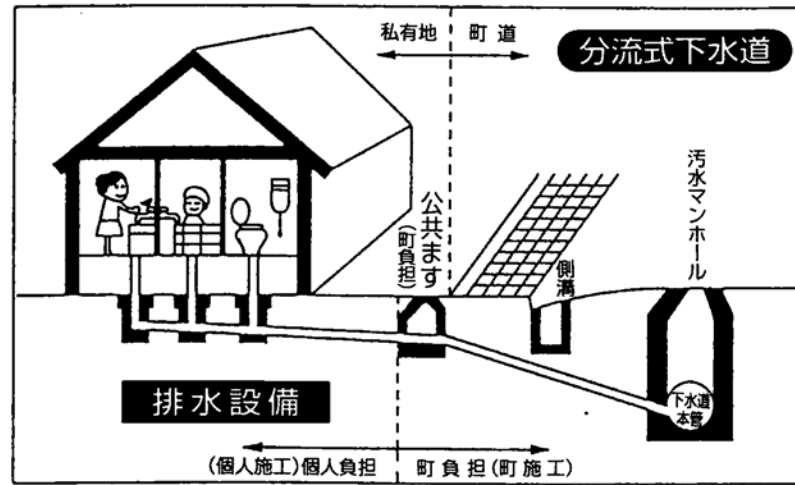 私有地
町道
分流式下水道
公共ます
(町負担)
側溝
汚水マンホール
下水道
本管
排水設備
(個人施工)個人負担
町負担(町施工)